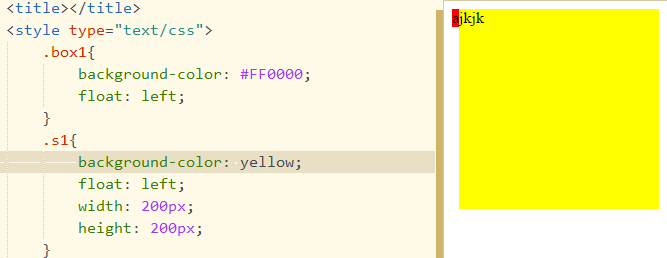 <title></title>
<style type="text/css">
.box1{
background-color: #FF0000;
float: left;
}
.s1{
background-color: yellow;
float: left;
width: 200px;
height: 200px;
}
ajkjk